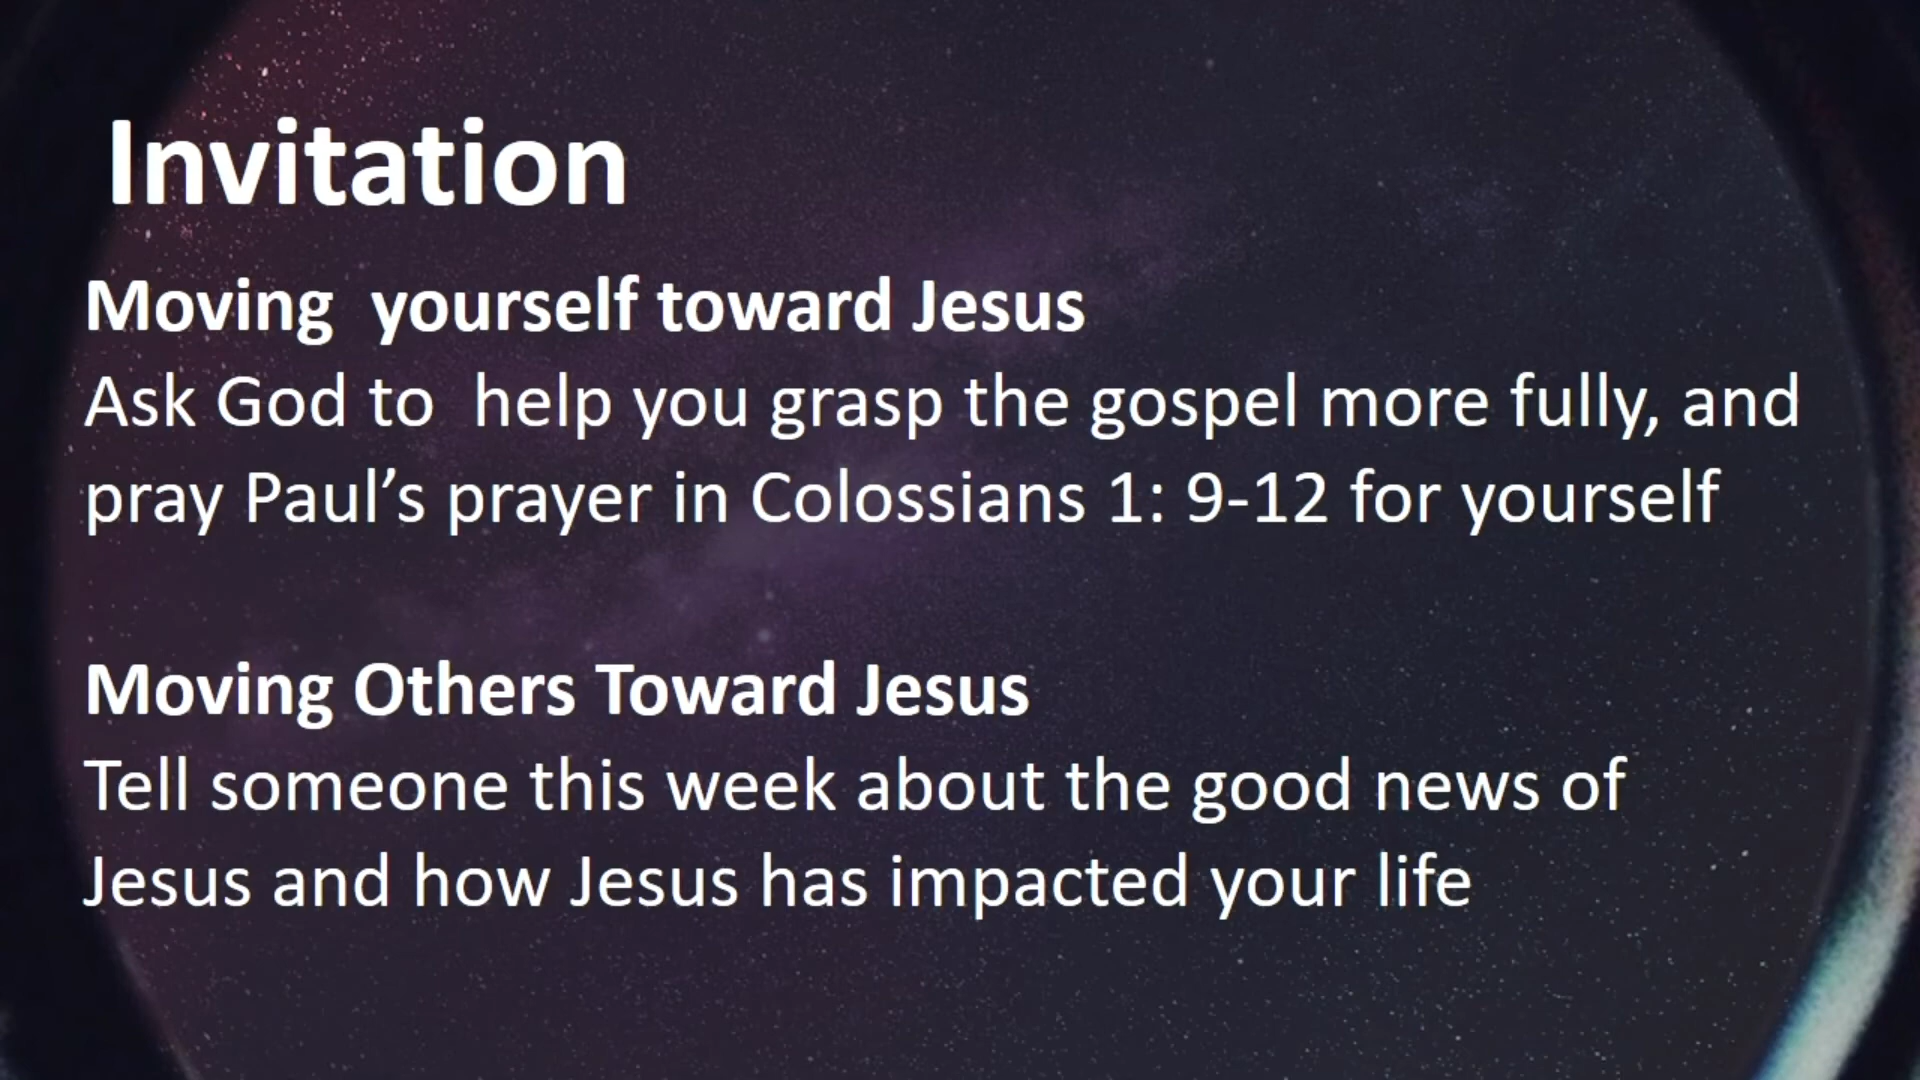 Invitation
Moving  yourself toward Jesus
Ask God to  help you grasp the gospel more fully, and
pray Paul’s prayer in Colossians 1: 9-12 for yourself
Moving Others Toward Jesus
Tell someone this week about the good news of
Jesus and how Jesus has impacted your life